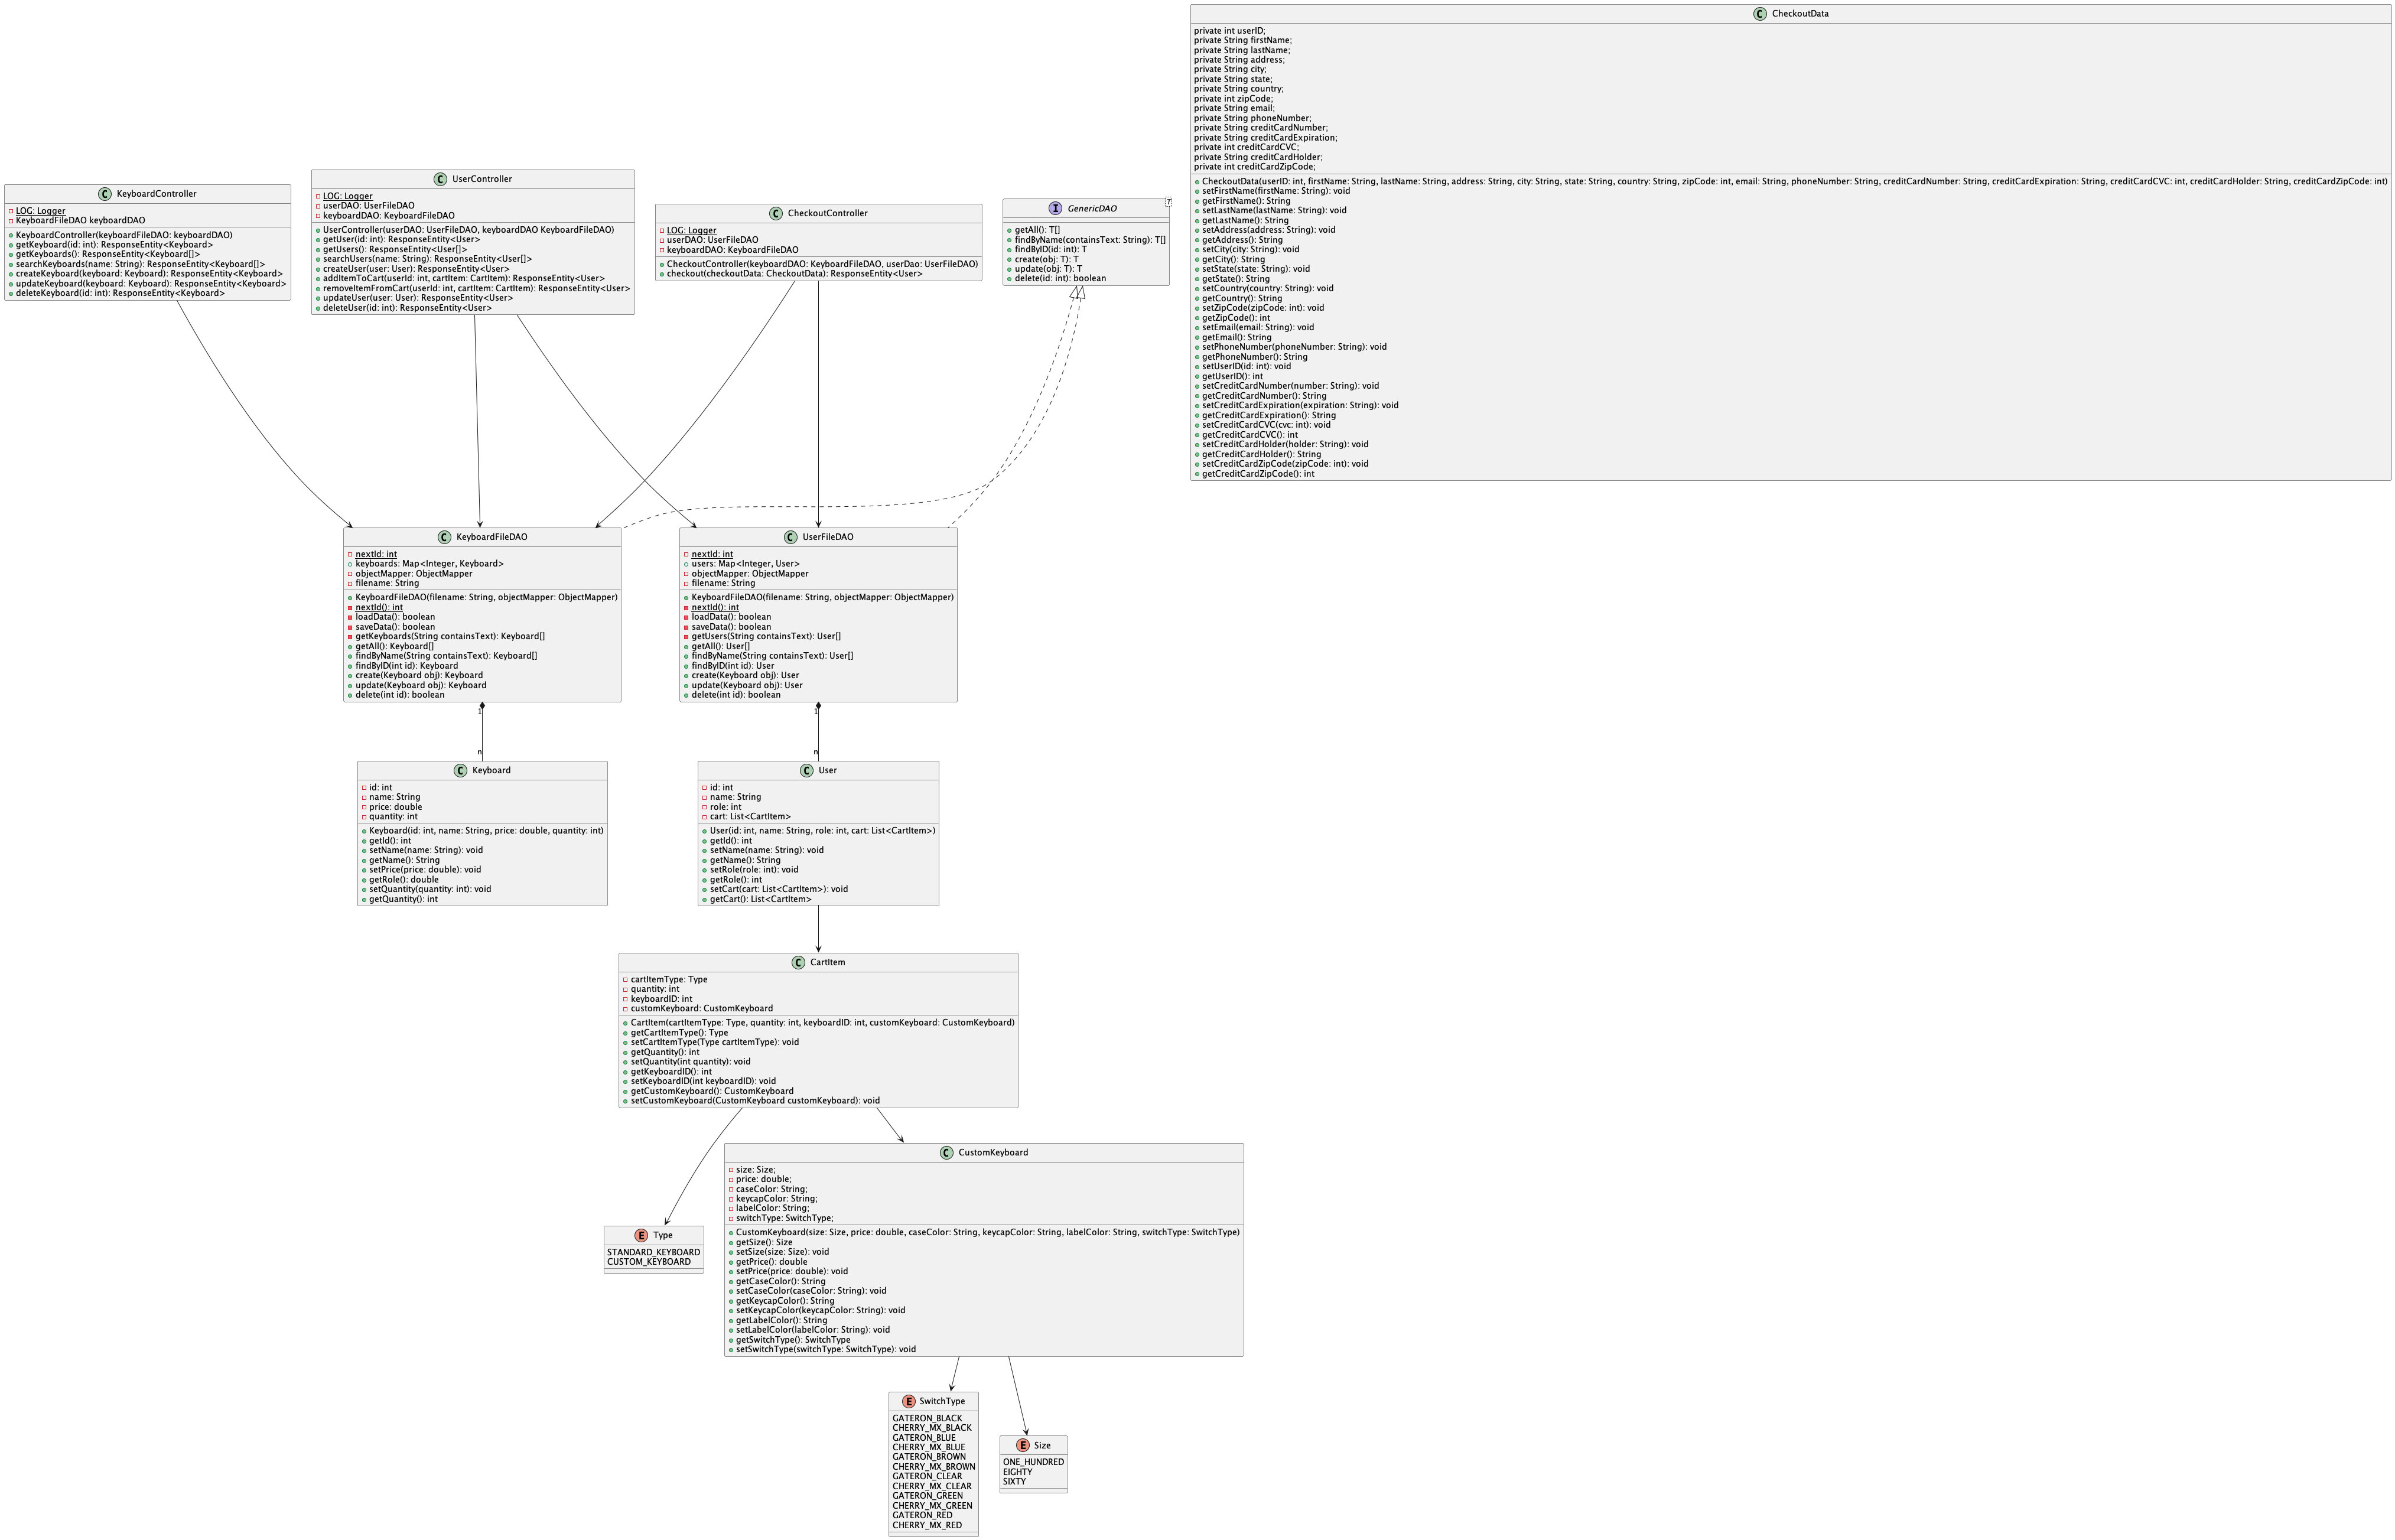 C KeyboardController
LOG: Logger
KeyboardFileDAO keyboardDAO
KeyboardController(keyboardFileDAO: keyboardDAO)
getKeyboard(id: int): ResponseEntity<Keyboard>
getKeyboards(): ResponseEntity<Keyboard[]>
searchKeyboards(name: String): ResponseEntity<Keyboard[]>
createKeyboard(keyboard: Keyboard): ResponseEntity<Keyboard>
updateKeyboard(keyboard: Keyboard): ResponseEntity<Keyboard>
deleteKeyboard(id: int): ResponseEntity<Keyboard>
C UserController
LOG: Logger
userDAO: UserFileDAO
keyboardDAO: KeyboardFileDAO
UserController(userDAO: UserFileDAO, keyboardDAO KeyboardFileDAO)
getUser(id: int): ResponseEntity<User>
getUsers(): ResponseEntity<User[]>
searchUsers(name: String): ResponseEntity<User[]>
createUser(user: User): ResponseEntity<User>
addItemToCart(userId: int, cartItem: CartItem): ResponseEntity<User>
removeItemFromCart(userId: int, cartItem: CartItem): ResponseEntity<User>
updateUser(user: User): ResponseEntity<User>
deleteUser(id: int): ResponseEntity<User>
C CheckoutController
LOG: Logger
userDAO: UserFileDAO
keyboardDAO: KeyboardFileDAO
CheckoutController(keyboardDAO: KeyboardFileDAO, userDao: UserFileDAO)
checkout(checkoutData: CheckoutData): ResponseEntity<User>
I GenericDAO T
getAll(): T[]
findByName(containsText: String): T[]
findByID(id: int): T
create(obj: T): T
update(obj: T): T
delete(id: int): boolean
C CheckoutData
private int userID;
private String firstName;
private String lastName;
private String address;
private String city;
private String state;
private String country;
private int zipCode;
private String email;
private String phoneNumber;
private String creditCardNumber;
private String creditCardExpiration;
private int creditCardCVC;
private String creditCardHolder;
private int creditCardZipCode;
CheckoutData(userID: int, firstName: String, lastName: String, address: String, city: String, state: String, country: String, zipCode: int, email: String, phoneNumber: String, creditCardNumber: String, creditCardExpiration: String, creditCardCVC: int, creditCardHolder: String, creditCardZipCode: int)
setFirstName(firstName: String): void
getFirstName(): String
setLastName(lastName: String): void
getLastName(): String
setAddress(address: String): void
getAddress(): String
setCity(city: String): void
getCity(): String
setState(state: String): void
getState(): String
setCountry(country: String): void
getCountry(): String
setZipCode(zipCode: int): void
getZipCode(): int
setEmail(email: String): void
getEmail(): String
setPhoneNumber(phoneNumber: String): void
getPhoneNumber(): String
setUserID(id: int): void
getUserID(): int
setCreditCardNumber(number: String): void
getCreditCardNumber(): String
setCreditCardExpiration(expiration: String): void
getCreditCardExpiration(): String
setCreditCardCVC(cvc: int): void
getCreditCardCVC(): int
setCreditCardHolder(holder: String): void
getCreditCardHolder(): String
setCreditCardZipCode(zipCode: int): void
getCreditCardZipCode(): int
C KeyboardFileDAO
nextId: int
keyboards: Map<Integer, Keyboard>
objectMapper: ObjectMapper
filename: String
KeyboardFileDAO(filename: String, objectMapper: ObjectMapper)
nextId(): int
loadData(): boolean
saveData(): boolean
getKeyboards(String containsText): Keyboard[]
getAll(): Keyboard[]
findByName(String containsText): Keyboard[]
findByID(int id): Keyboard
create(Keyboard obj): Keyboard
update(Keyboard obj): Keyboard
delete(int id): boolean
C UserFileDAO
nextId: int
users: Map<Integer, User>
objectMapper: ObjectMapper
filename: String
KeyboardFileDAO(filename: String, objectMapper: ObjectMapper)
nextId(): int
loadData(): boolean
saveData(): boolean
getUsers(String containsText): User[]
getAll(): User[]
findByName(String containsText): User[]
findByID(int id): User
create(Keyboard obj): User
update(Keyboard obj): User
delete(int id): boolean
1
n
1
n
C Keyboard
id: int
name: String
price: double
quantity: int
Keyboard(id: int, name: String, price: double, quantity: int)
getId(): int
setName(name: String): void
getName(): String
setPrice(price: double): void
getRole(): double
setQuantity(quantity: int): void
getQuantity(): int
C User
id: int
name: String
role: int
cart: List<CartItem>
User(id: int, name: String, role: int, cart: List<CartItem>)
getId(): int
setName(name: String): void
getName(): String
setRole(role: int): void
getRole(): int
setCart(cart: List<CartItem>): void
getCart(): List<CartItem>
C CartItem
cartItemType: Type
quantity: int
keyboardID: int
customKeyboard: CustomKeyboard
CartItem(cartItemType: Type, quantity: int, keyboardID: int, customKeyboard: CustomKeyboard)
getCartItemType(): Type
setCartItemType(Type cartItemType): void
getQuantity(): int
setQuantity(int quantity): void
getKeyboardID(): int
setKeyboardID(int keyboardID): void
getCustomKeyboard(): CustomKeyboard
setCustomKeyboard(CustomKeyboard customKeyboard): void
E Type
STANDARD_KEYBOARD
CUSTOM_KEYBOARD
C CustomKeyboard
size: Size;
price: double;
caseColor: String;
keycapColor: String;
labelColor: String;
switchType: SwitchType;
CustomKeyboard(size: Size, price: double, caseColor: String, keycapColor: String, labelColor: String, switchType: SwitchType)
getSize(): Size
setSize(size: Size): void
getPrice(): double
setPrice(price: double): void
getCaseColor(): String
setCaseColor(caseColor: String): void
getKeycapColor(): String
setKeycapColor(keycapColor: String): void
getLabelColor(): String
setLabelColor(labelColor: String): void
getSwitchType(): SwitchType
setSwitchType(switchType: SwitchType): void
E SwitchType
GATERON_BLACK
CHERRY_MX_BLACK
GATERON_BLUE
CHERRY_MX_BLUE
GATERON_BROWN
CHERRY_MX_BROWN
GATERON_CLEAR
CHERRY_MX_CLEAR
GATERON_GREEN
CHERRY_MX_GREEN
GATERON_RED
CHERRY_MX_RED
E Size
ONE_HUNDRED
EIGHTY
SIXTY